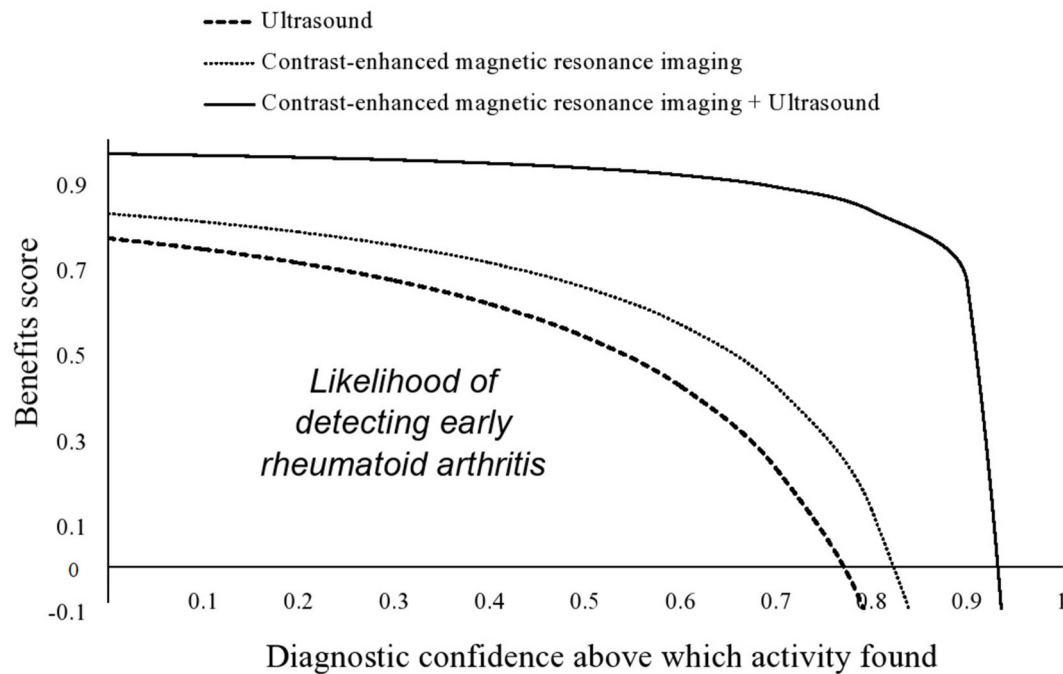 Ultrasound
Contrast-enhanced magnetic resonance imaging
Contrast-enhanced magnetic resonance imaging + Ultrasound
Benefits score
0.9
0.7
0.5
0.3
0.1
0
-0.1
Likelihood of
detecting early
rheumatoid arthritis
0.1 0.2 0.3 0.4 0.5 0.6 0.7 0.8 0.9 1
Diagnostic confidence above which activity found